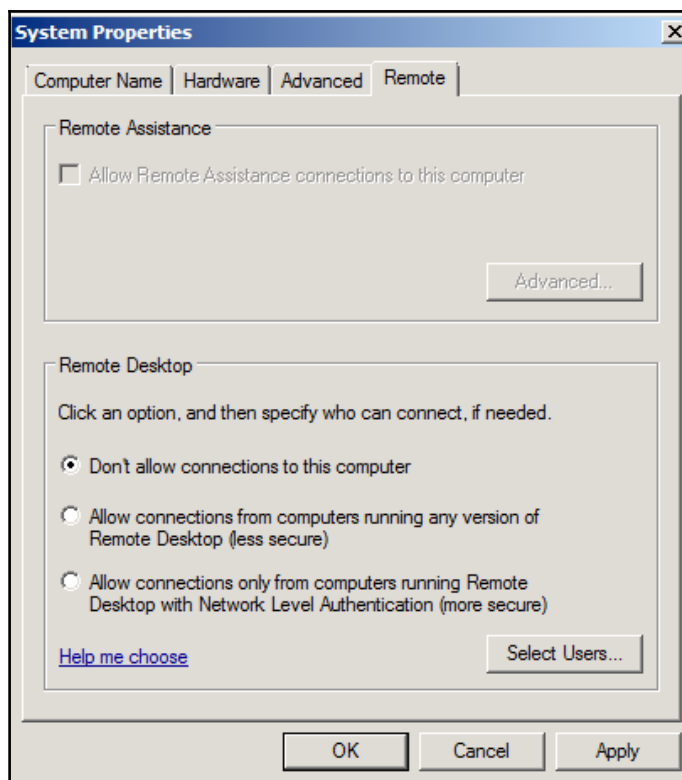 System Properties
Computer Name
Hardware
Advanced
Remote
Remote Assistance
Allow Remote Assistance connections to this computer
Advanced...
Remote Desktop
Click an option, and then specify who can connect, if needed.
Don't allow connections to this computer
Allow connections from computers running any version of
Remote Desktop (less secure)
Allow connections only from computers running Remote
Desktop with Network Level Authentication (more secure)
Help me choose
Select Users...
OK
Cancel
Apply